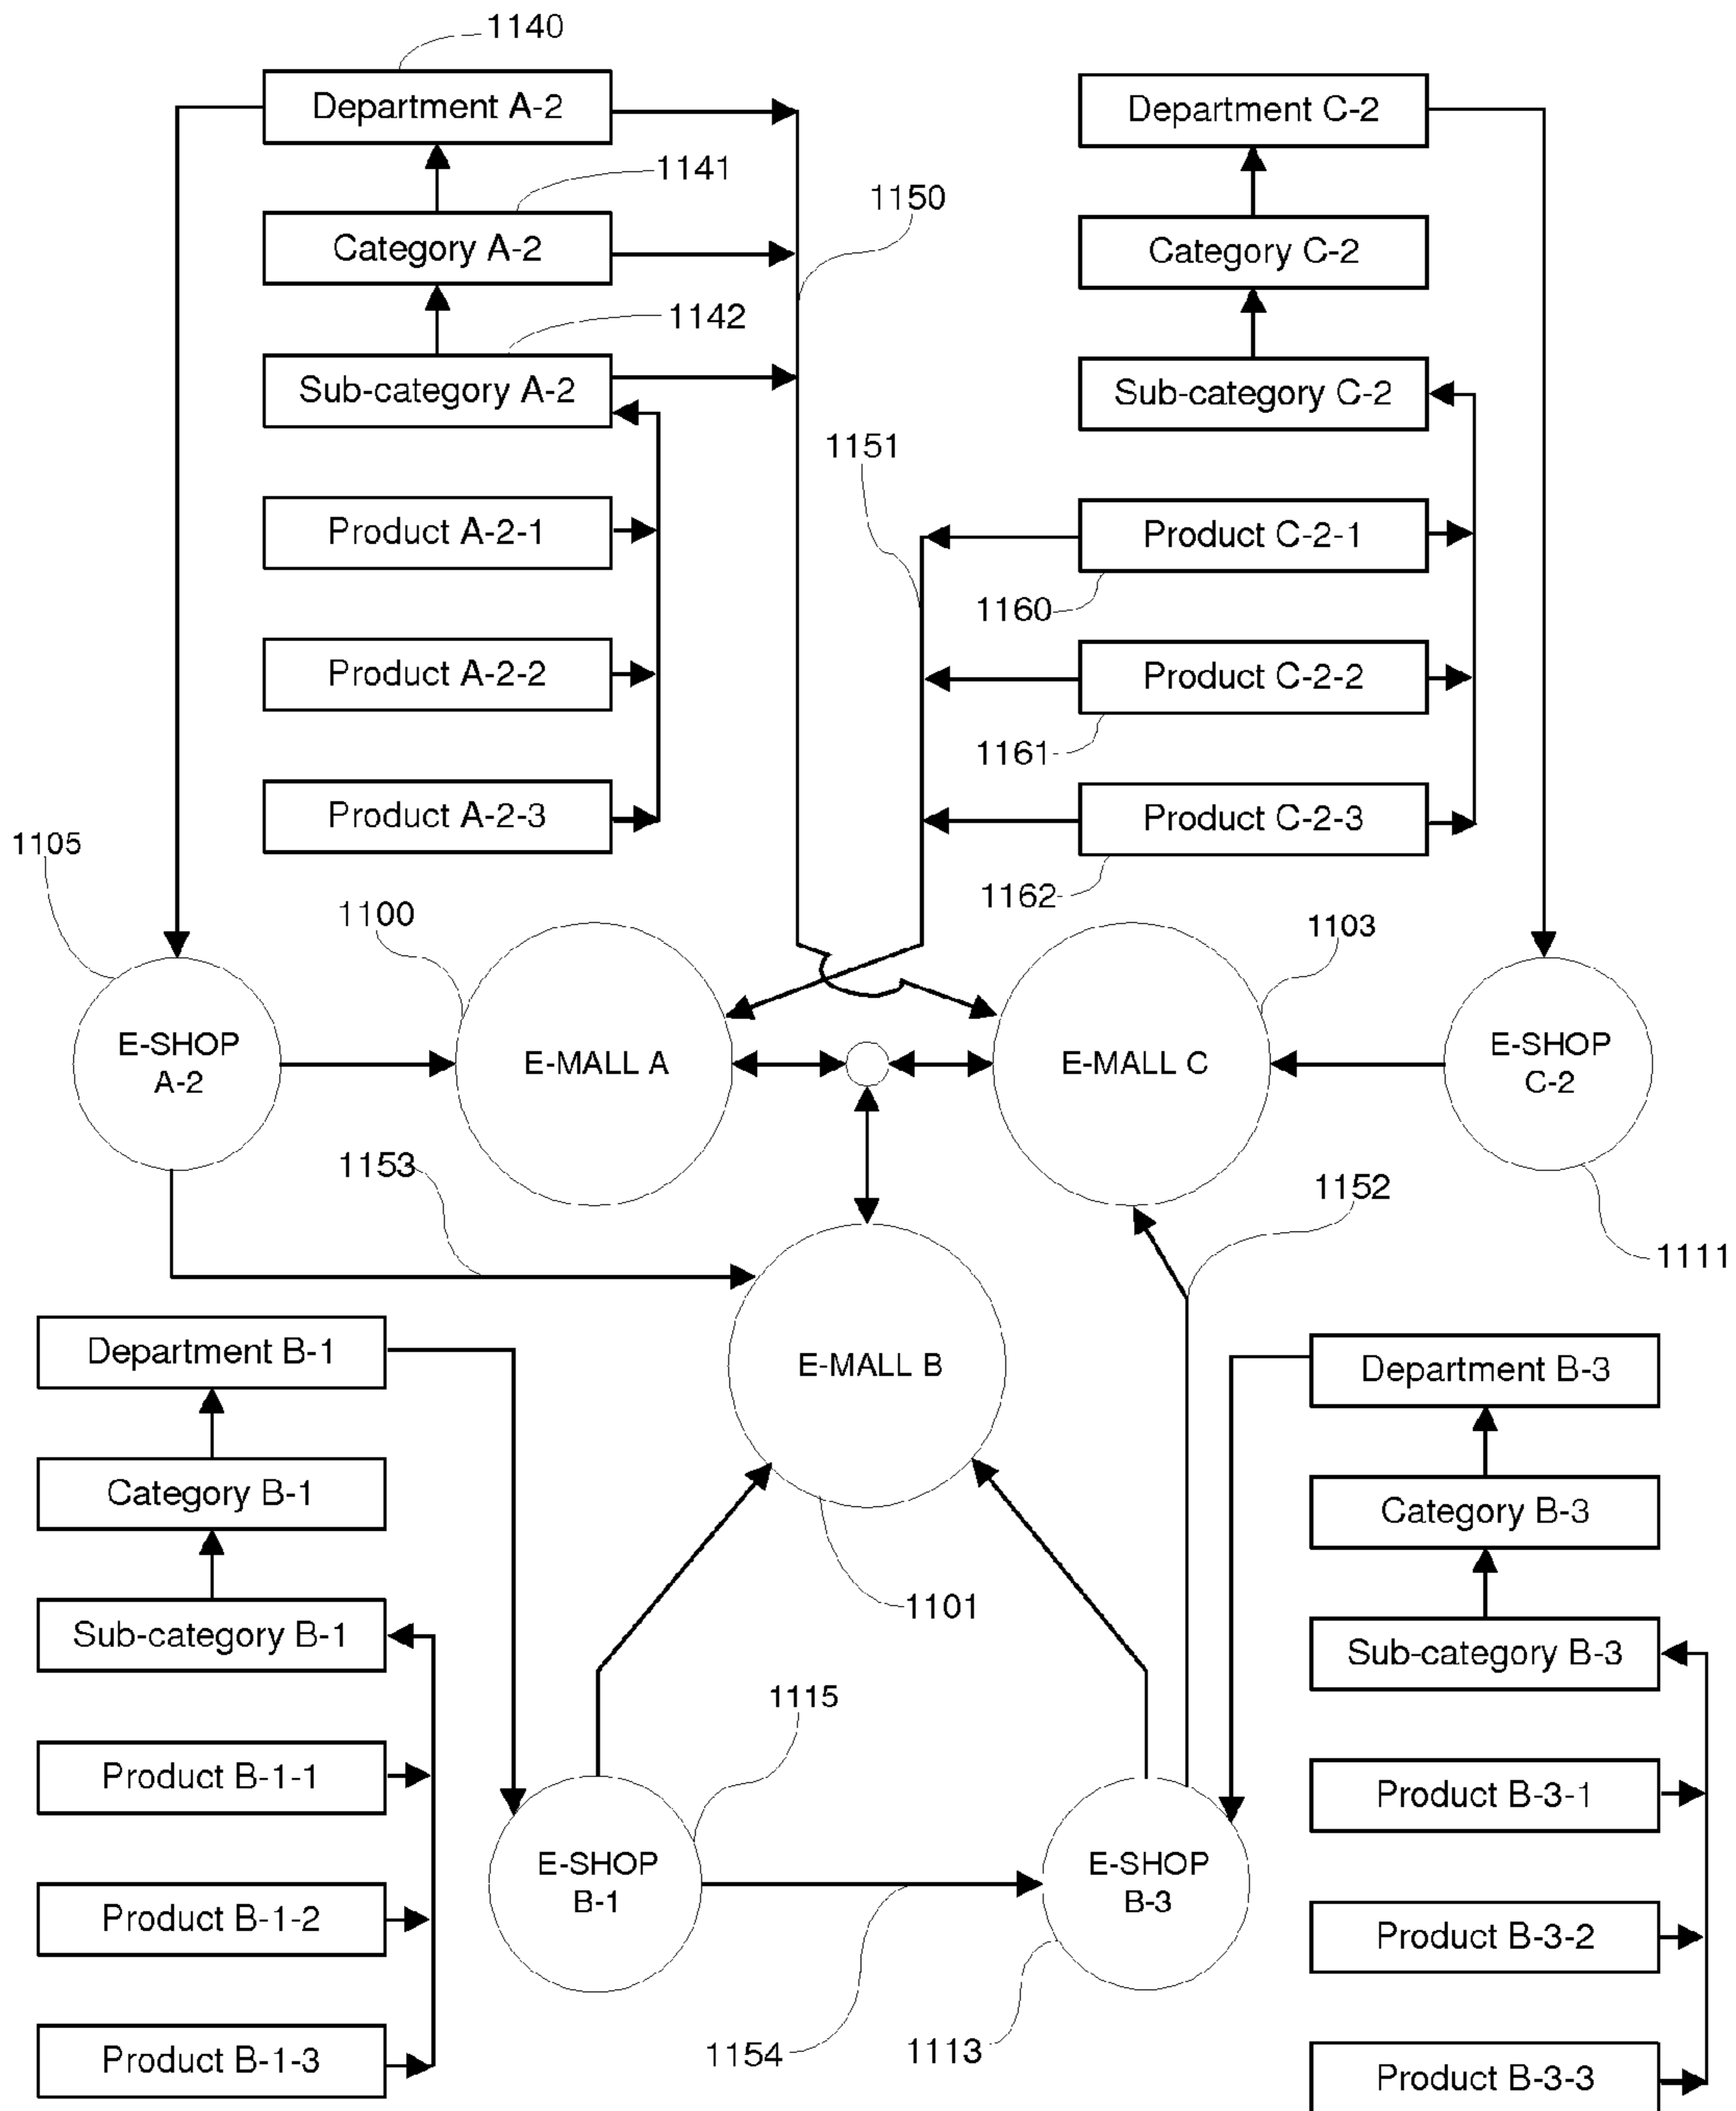 1140
Department A-2
Department C-2
1141
1150
Category A-2
Category C-2
1142
Sub-category A-2
Sub-category C-2
1151
Product A-2-1
Product C-2-1
1160
Product A-2-2
Product C-2-2
1161
Product A-2-3
Product C-2-3
1105
1162
1100
1103
E-SHOP
A-2
E-MALL A
E-MALL C
E-SHOP
C-2
1153
1152
1111
Department B-1
E-MALL B
Department B-3
Category B-1
Category B-3
1101
Sub-category B-1
Sub-category B-3
1115
Product B-1-1
Product B-3-1
E-SHOP
B-1
E-SHOP
B-3
Product B-1-2
Product B-3-2
1154
1113
Product B-1-3
Product B-3-3